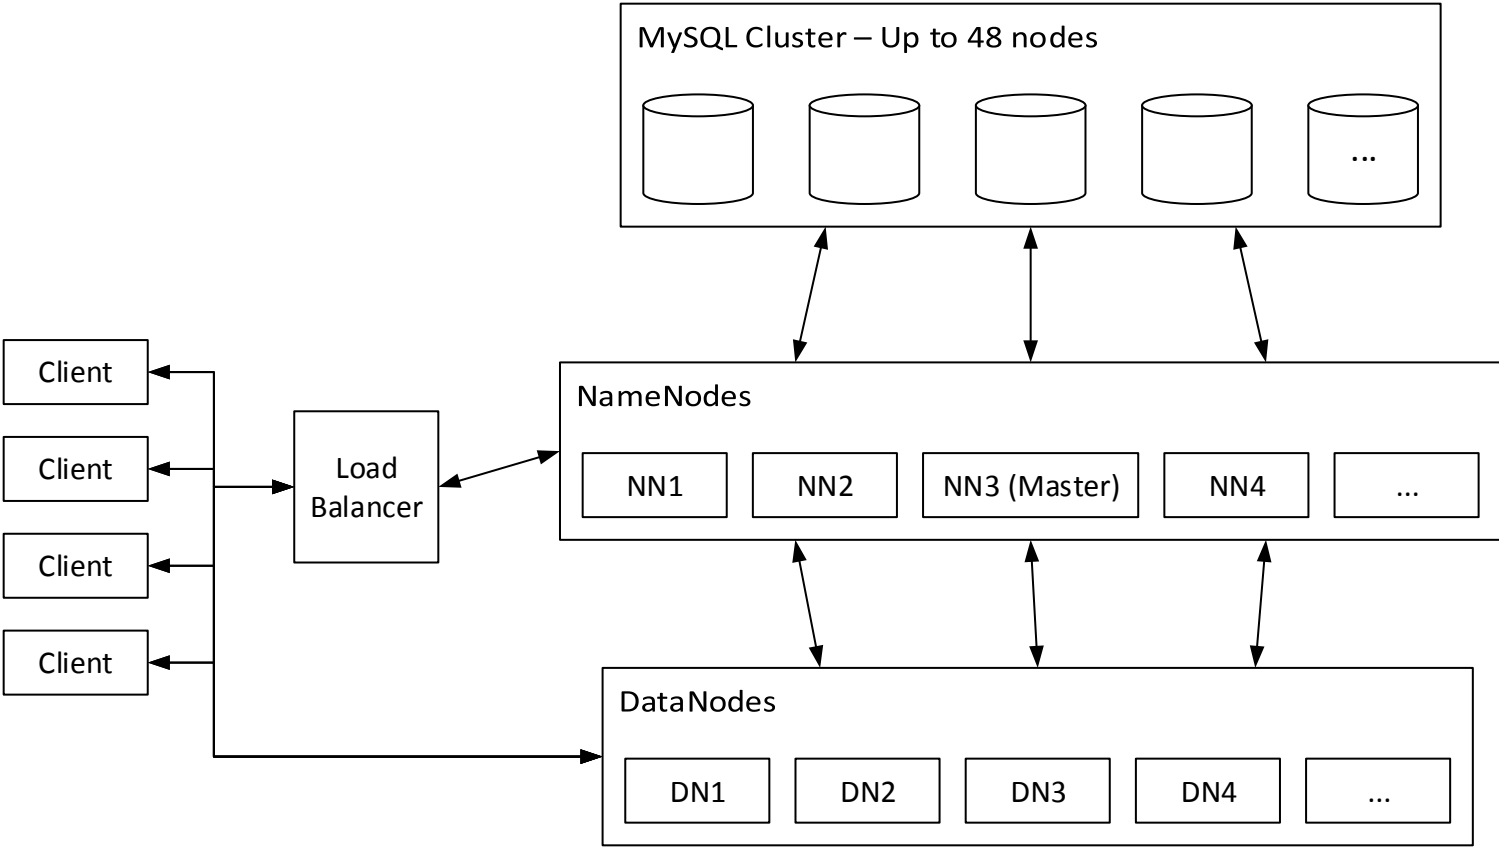 MySQL Cluster – Up to 48 nodes
...
Client
Client
Client
Client
Load
Balancer
NameNodes
NN1
NN2
NN3 (Master)
NN4
...
DataNodes
DN1
DN2
DN3
DN4
...